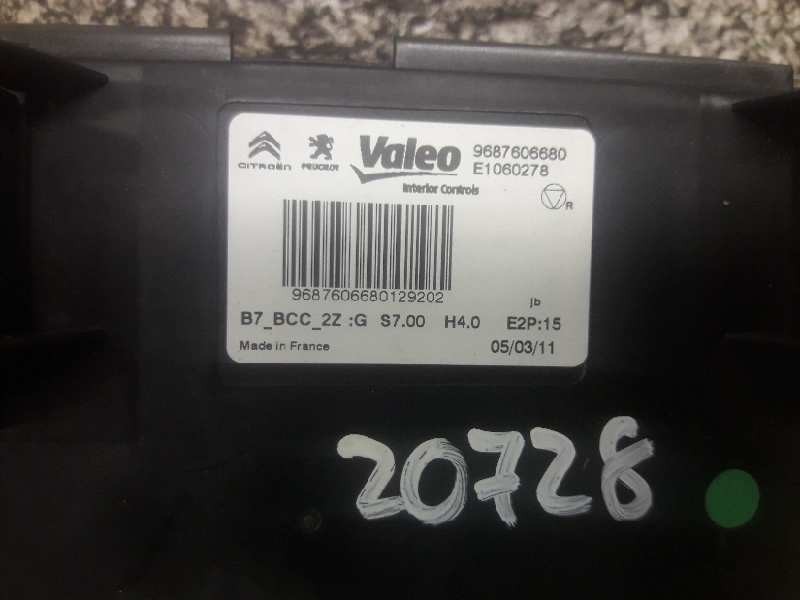 CITROËN PEUGEOT Valeo 9687606680
E1060278
Interior Controls
R
9687606680129202
jb
B7_BCC_2Z :G S7.00 H4.0 E2P:15
Made in France 05/03/11
20728